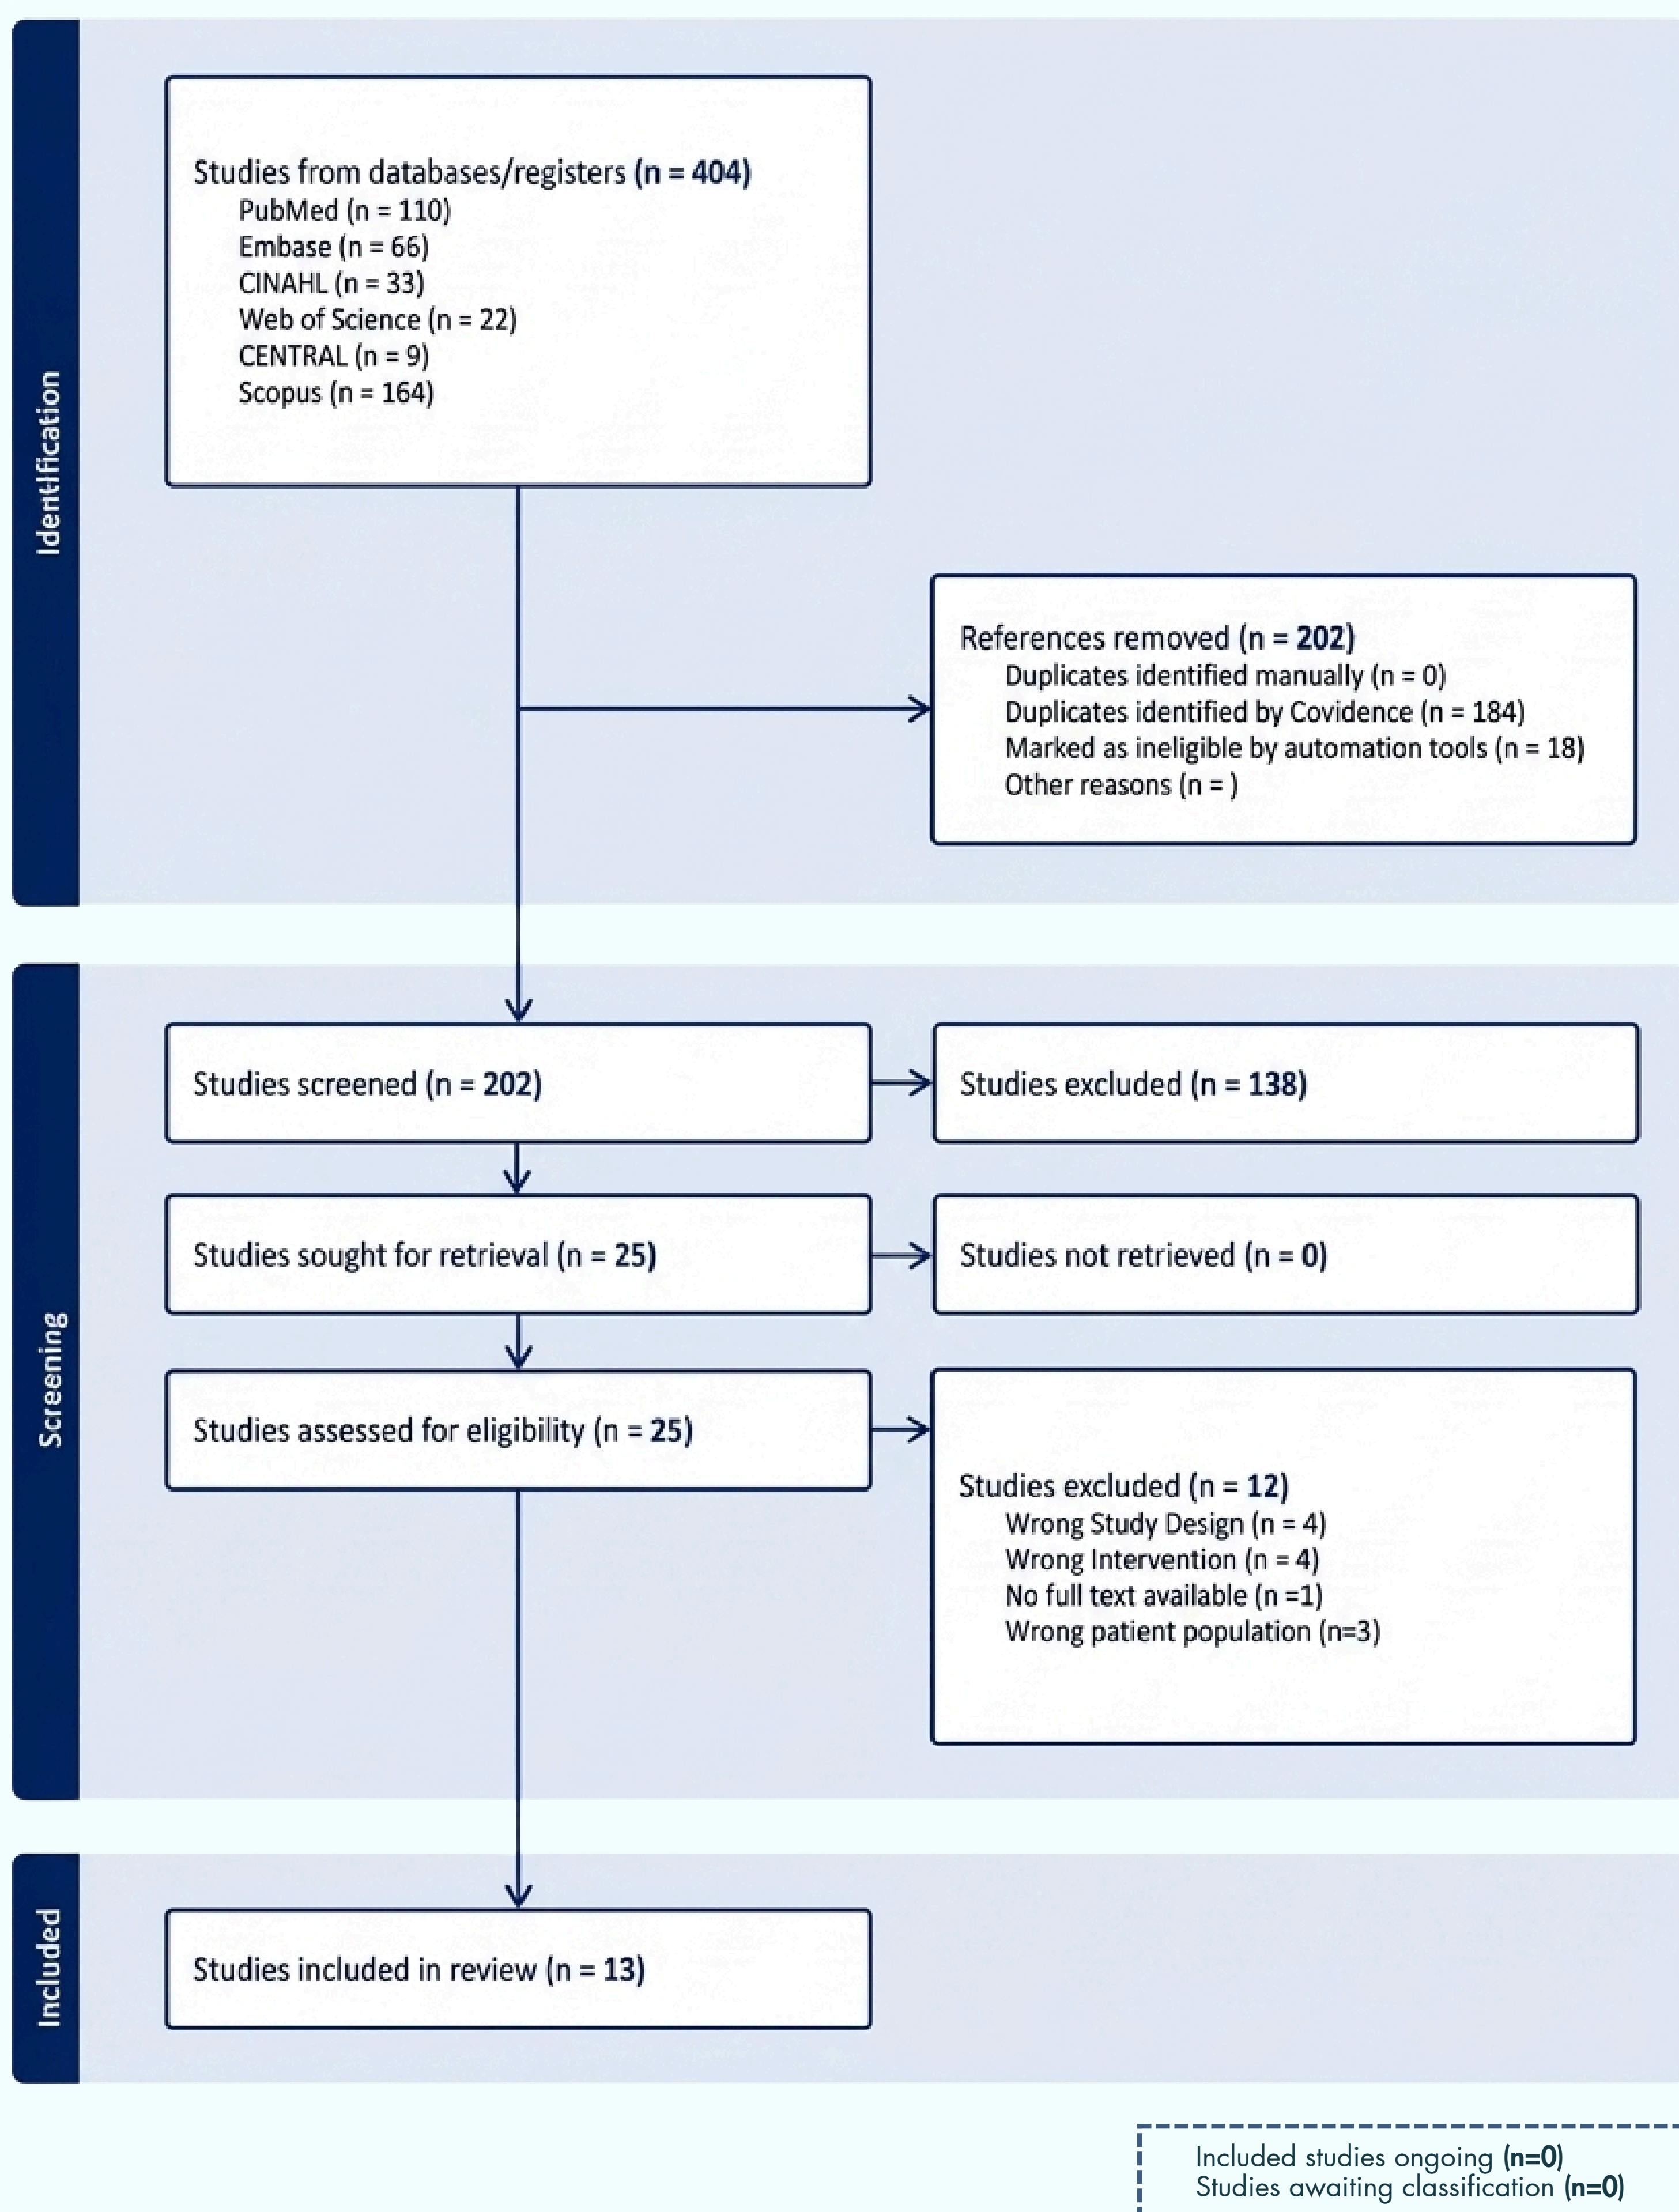 Identification
Studies from databases/registers (n = 404)
PubMed (n = 110)
Embase (n = 66)
CINAHL (n = 33)
Web of Science (n = 22)
CENTRAL (n = 9)
Scopus (n = 164)
References removed (n = 202)
Duplicates identified manually (n = 0)
Duplicates identified by Covidence (n = 184)
Marked as ineligible by automation tools (n = 18)
Other reasons (n = )
Screening
Studies screened (n = 202)
Studies excluded (n = 138)
Studies sought for retrieval (n = 25)
Studies not retrieved (n = 0)
Studies assessed for eligibility (n = 25)
Studies excluded (n = 12)
Wrong Study Design (n = 4)
Wrong Intervention (n = 4)
No full text available (n =1)
Wrong patient population (n=3)
Included
Studies included in review (n = 13)
Included studies ongoing (n=0)
Studies awaiting classification (n=0)